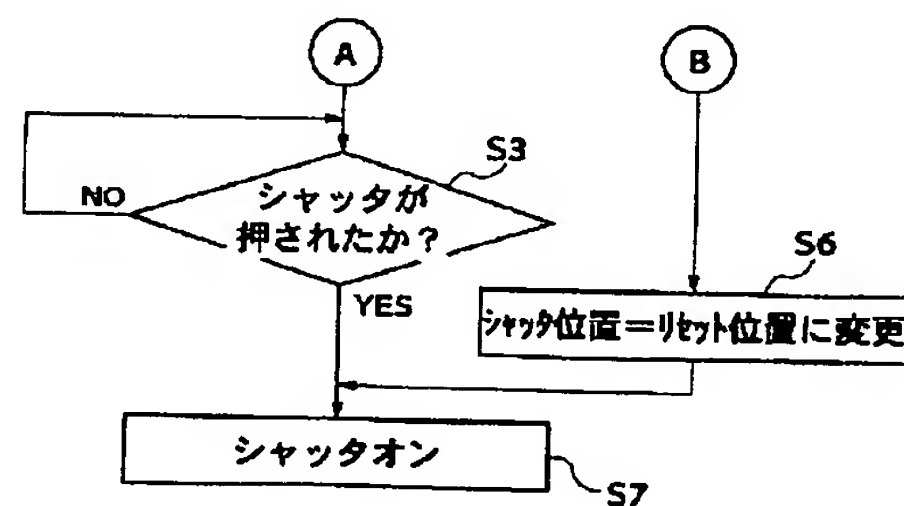 A
B
S3
NO
シャッタが
押されたか？
S6
YES
シャッタ位置＝リセット位置に変更
シャッタオン
S7